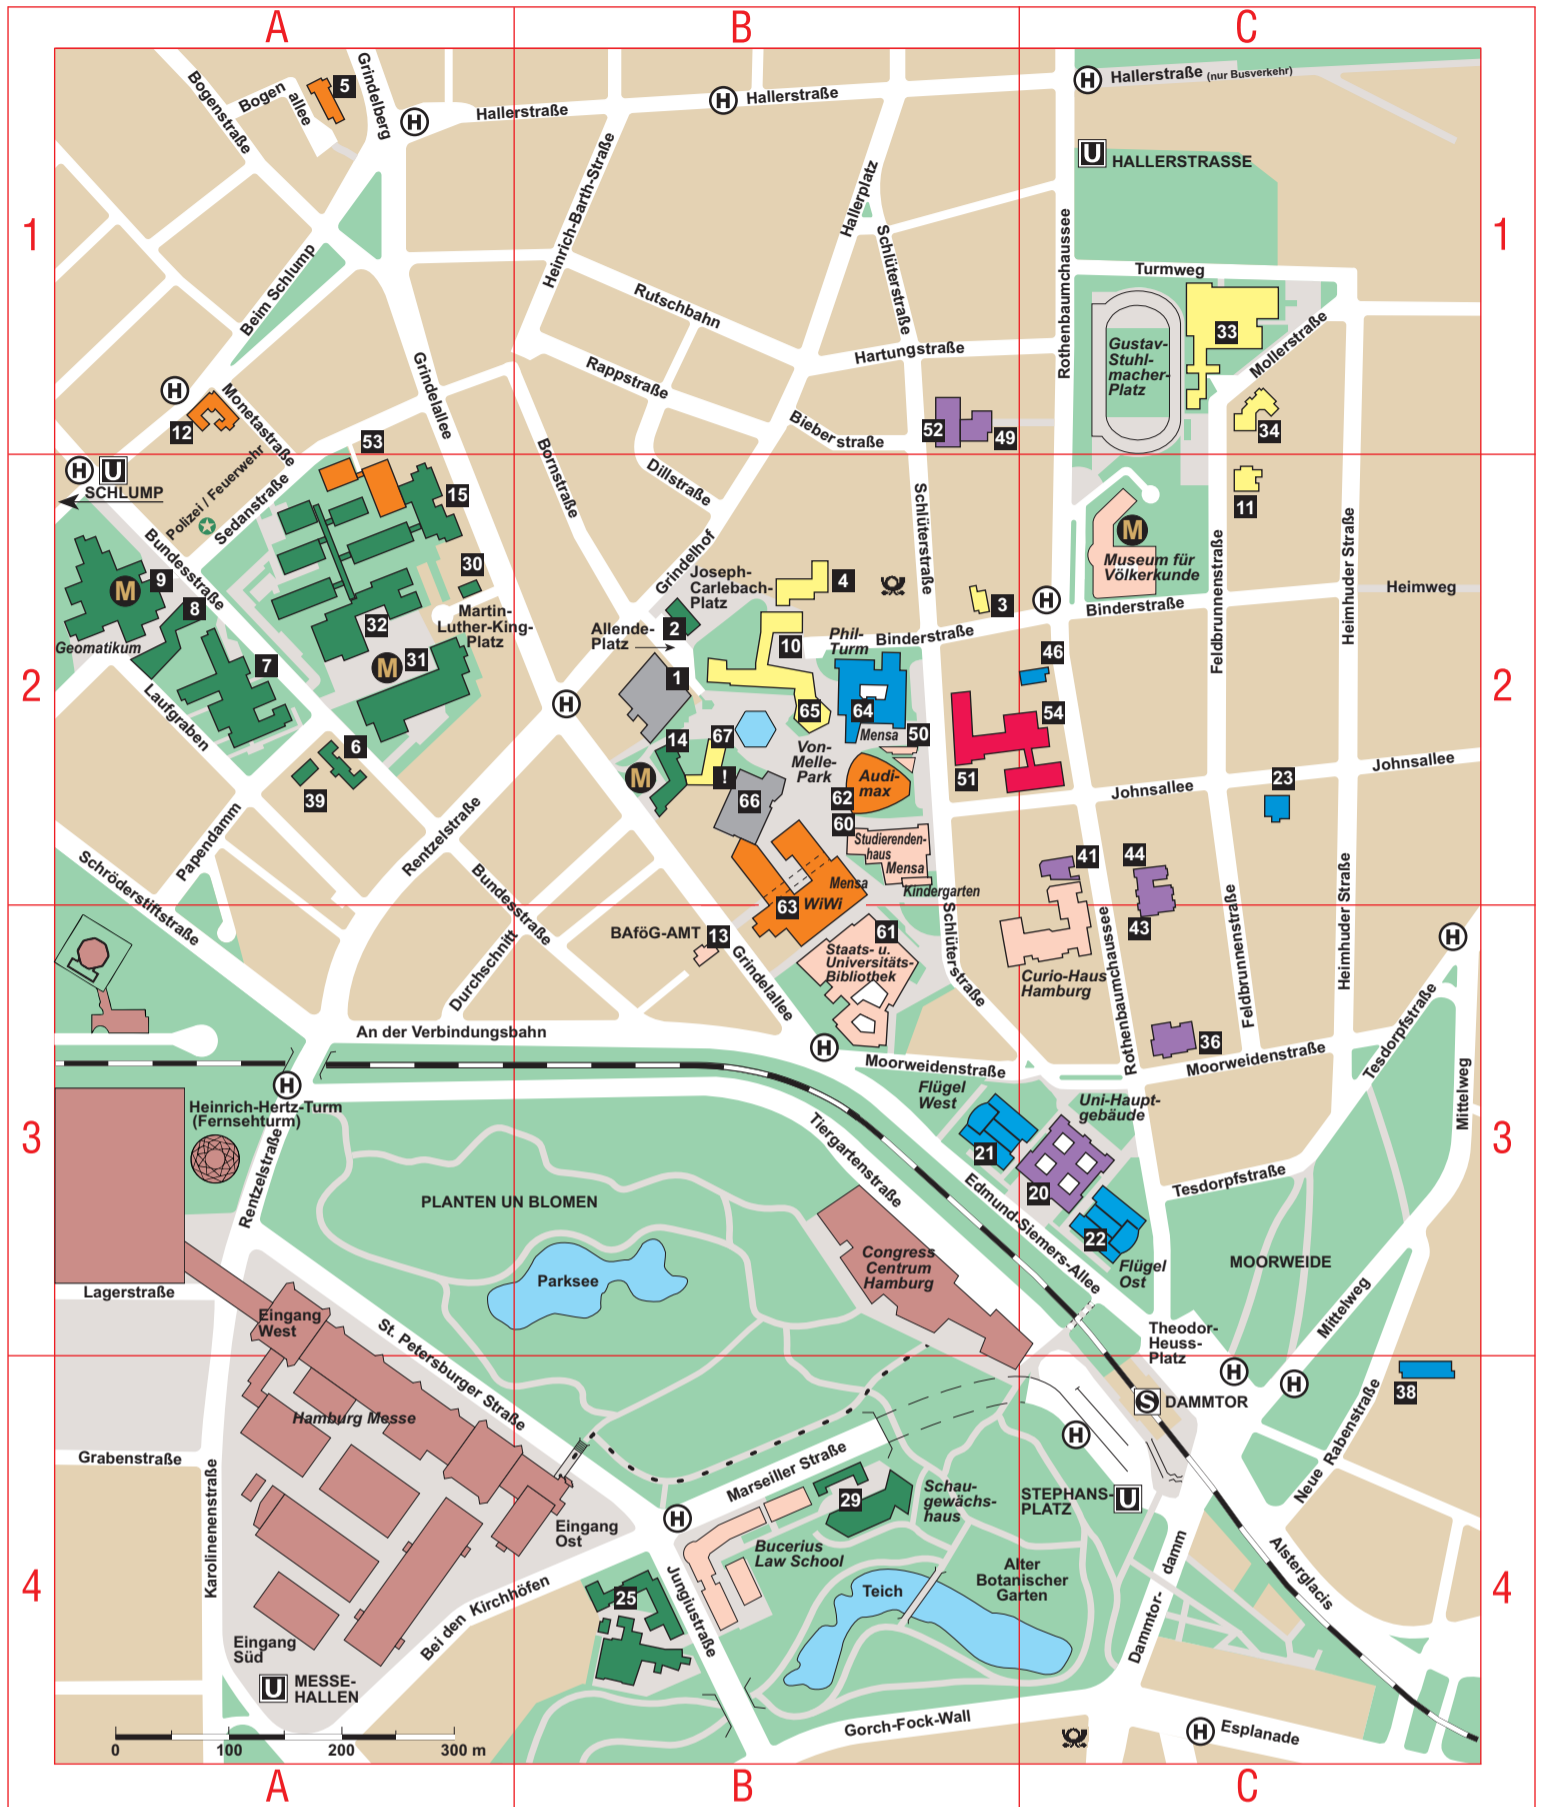 A
B
C
1
1
2
2
3
3
4
4
A
B
C
Bogenstraße
Bogen
allee
5
Grindelberg
H
Hallerstraße
H
Hallerstraße
H
Hallerstraße (nur Busverkehr)
U
HALLERSTRASSE
Heinrich-Barth-Straße
Hallerplatz
Schlüterstraße
Rothenbaumchaussee
Turmweg
Beim Schlump
Rutschbahn
Hartungstraße
Rappstraße
Grindelallee
Gustav-
Stuhl-
macher-
Platz
33
Mollerstraße
34
H
12
Monetastraße
Bieberstraße
52
49
53
H
U
SCHLUMP
Polizei / Feuerwehr
Sedanstraße
15
Bornstraße
Dillstraße
Schlüterstraße
11
M
Museum für
Völkerkunde
Feldbrunnenstraße
Heimhuder Straße
Heimweg
Bundesstraße
30
Grindelhof
Joseph-
Carlebach-
Platz
4
3
H
Binderstraße
9
M
8
Geomatikum
Martin-
Luther-King-
Platz
32
M
31
Allende-
Platz
2
10
Phil-
Turm
Binderstraße
46
7
1
Laufgraben
H
65
64
Mensa
50
54
6
14
67
Von-
Melle-
Park
M
!
Audi-
max
51
23
Johnsallee
Johnsallee
39
66
62
60
Papendamm
Rentzelstraße
Studierenden-
haus
Mensa
Kindergarten
41
44
Schröderstiftstraße
Bundesstraße
Mensa
63
WiWi
43
Heimhuder Straße
BAföG-AMT
13
61
Staats- u.
Universitäts-
Bibliothek
Schlüterstraße
Curio-Haus
Hamburg
Rothenbaumchaussee
Feldbrunnenstraße
H
Durchschnitt
Grindelallee
Tesdorpfstraße
An der Verbindungsbahn
H
36
Moorweidenstraße
Moorweidenstraße
Mittelweg
H
Heinrich-Hertz-Turm
(Fernsehturm)
Flügel
West
Uni-Haupt-
gebäude
Rentzelstraße
Tiergartenstraße
21
20
Tesdorpfstraße
PLANTEN UN BLOMEN
Edmund-Siemers-Allee
22
Flügel
Ost
MOORWEIDE
Congress
Centrum
Hamburg
Parksee
Lagerstraße
Eingang
West
St. Petersburger Straße
Theodor-
Heuss-
Platz
Mittelweg
H
H
38
Hamburg Messe
S
DAMMTOR
H
Neue Rabenstraße
Grabenstraße
Marseiller Straße
29
Schau-
gewächs-
haus
STEPHANS-
PLATZ
U
H
Eingang
Ost
Bucerius
Law School
Karolinenenstraße
Jungiustraße
Teich
Alter
Botanischer
Garten
Dammtor-
damm
Alsterglacis
25
Bei den Kirchhöfen
Eingang
Süd
U
MESSE-
HALLEN
Gorch-Fock-Wall
H
Esplanade
0
100
200
300 m